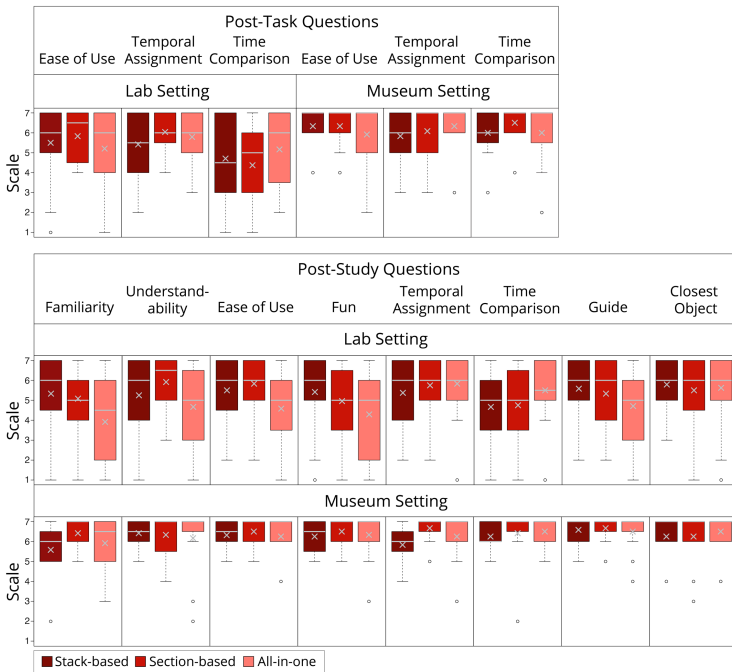 Post-Task Questions
Ease of Use Temporal Assignment Time Comparison Ease of Use Temporal Assignment Time Comparison
Lab Setting Museum Setting
Scale
7
6
5
4
3
2
1
Post-Study Questions
Familiarity Understand-ability Ease of Use Fun Temporal Assignment Time Comparison Guide Closest Object
Lab Setting
Scale
7
6
5
4
3
2
1
Museum Setting
Scale
7
6
5
4
3
2
1
Stack-based Section-based All-in-one